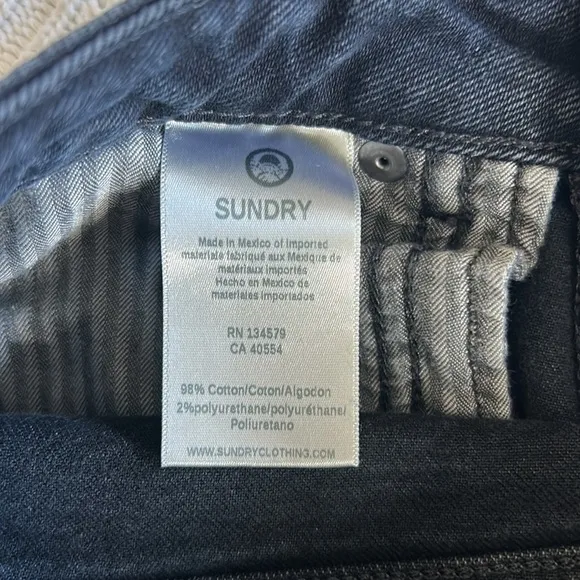 SUNDRY
Made in Mexico of imported
materiale fabriqué aux Mexique de
matériaux importés
Hecho en Mexico de
materiales importados
RN 134579
CA 40554
98% Cotton/Coton/Algodon
2%polyurethane/polyuréthane/
Poliuretano
WWW.SUNDRYCLOTHING.COM